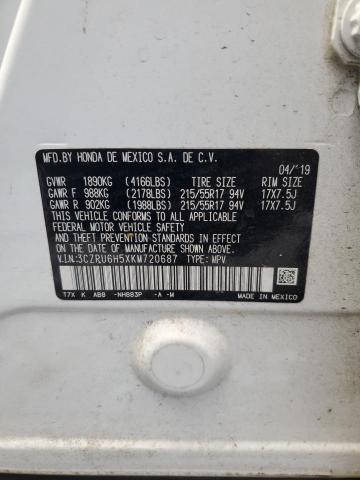 MFD.BY HONDA DE MEXICO S.A. DE C.V.
04/'19
GVWR 1890KG (4166LBS) TIRE SIZE RIM SIZE
GAWR F 988KG (2178LBS) 215/55R17 94V 17X7.5J
GAWR R 902KG (1988LBS) 215/55R17 94V 17X7.5J
THIS VEHICLE CONFORMS TO ALL APPLICABLE
FEDERAL MOTOR VEHICLE SAFETY AND
THEFT PREVENTION STANDARDS IN EFFECT ON
THE DATE OF MANUFACTURE SHOWN ABOVE.
V.I.N.:3CZRU6H5XKM720687 TYPE: MPV
T7X K AB8 -NH883P -A -M
MADE IN MEXICO